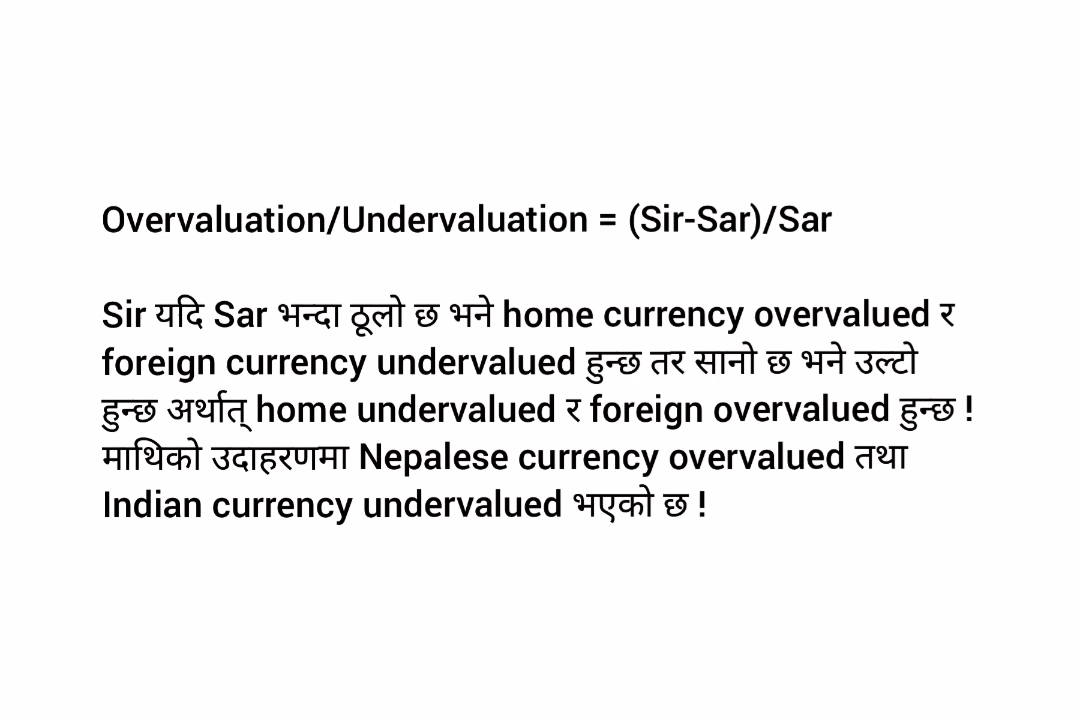 Overvaluation/Undervaluation = (Sir-Sar)/Sar
Sir यदि Sar भन्दा ठूलो छ भने home currency overvalued र
foreign currency undervalued हुन्छ तर सानो छ भने उल्टो
हुन्छ अर्थात् home undervalued र foreign overvalued हुन्छ !
माथिको उदाहरणमा Nepalese currency overvalued तथा
Indian currency undervalued भएको छ !